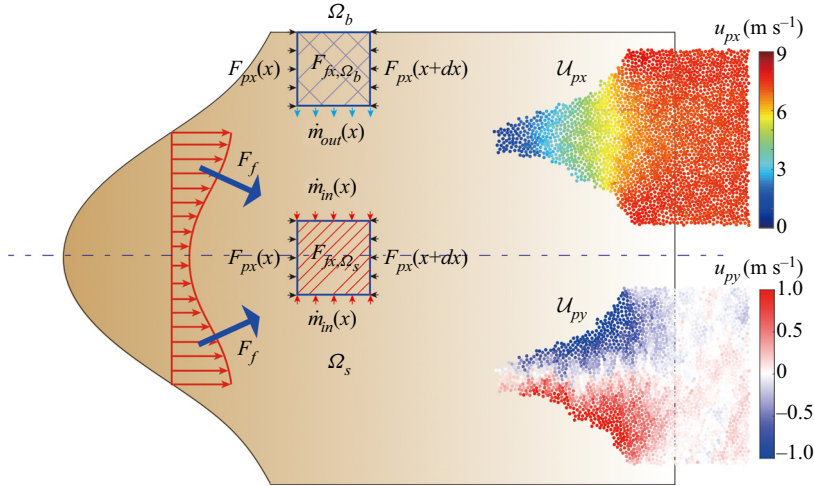 Ω_b
F_px(x)
F_fx,Ω_b
F_px(x+dx)
ṁ_out(x)
F_f
ṁ_in(x)
F_px(x)
F_fx,Ω_s
F_px(x+dx)
ṁ_in(x)
F_f
Ω_s
𝒰_px
u_px (m s⁻¹)
9
6
3
0
𝒰_py
u_py (m s⁻¹)
1.0
0.5
0
−0.5
−1.0